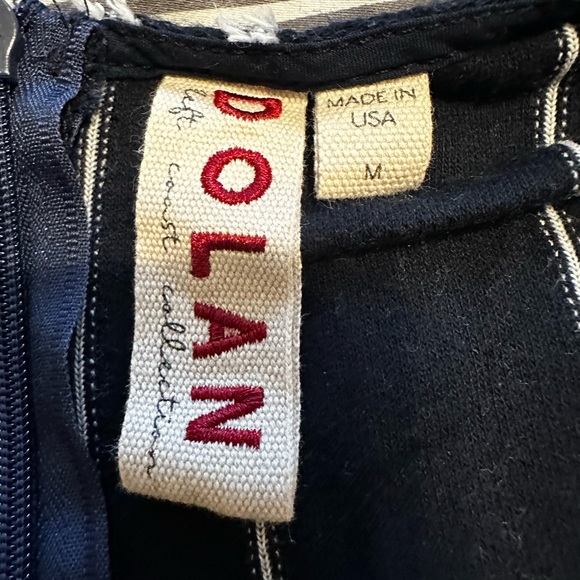 DOLAN
left coast collection
MADE IN
USA
M